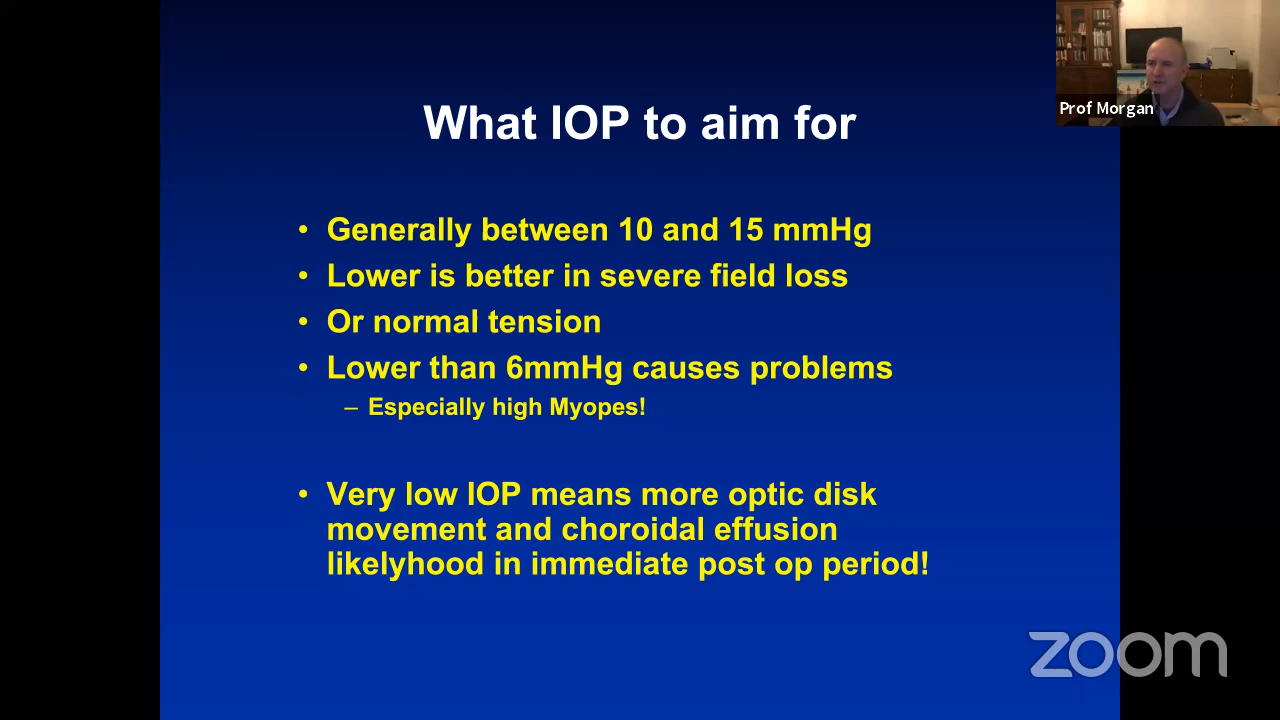 Prof Morgan
What IOP to aim for
• Generally between 10 and 15 mmHg
• Lower is better in severe field loss
• Or normal tension
• Lower than 6mmHg causes problems
– Especially high Myopes!
• Very low IOP means more optic disk
movement and choroidal effusion
likelyhood in immediate post op period!
zoom